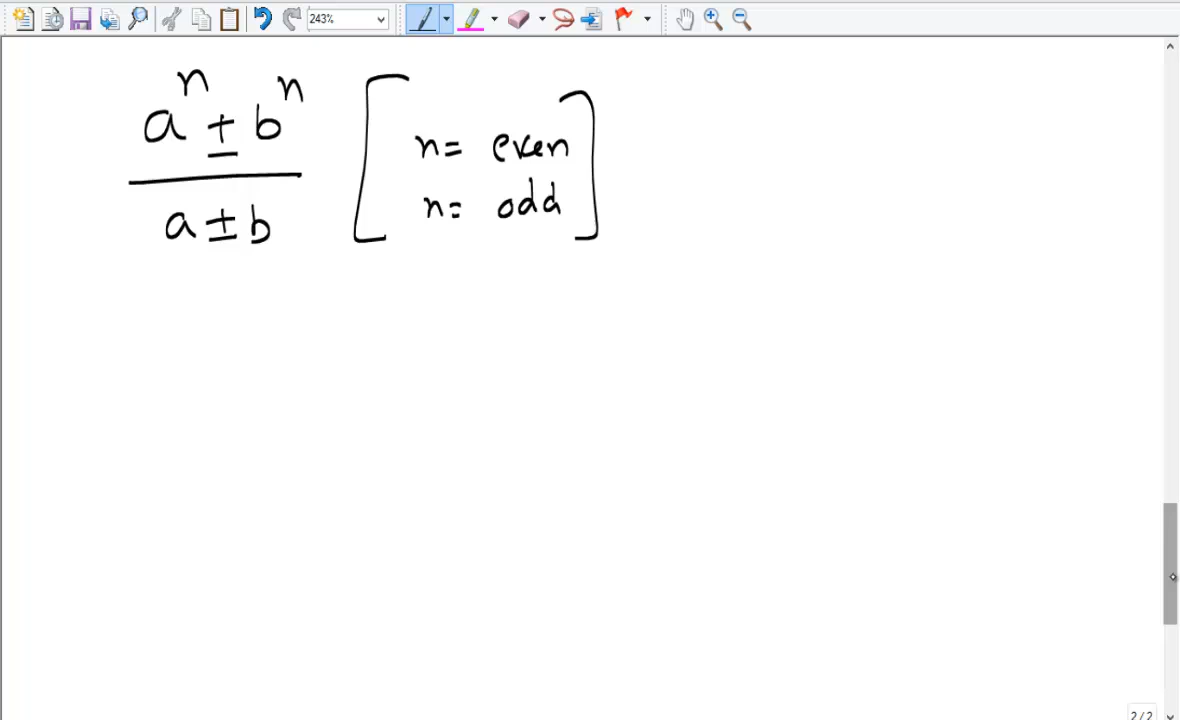 243%
aⁿ ± bⁿ
a ± b
n = even
n = odd
2/2